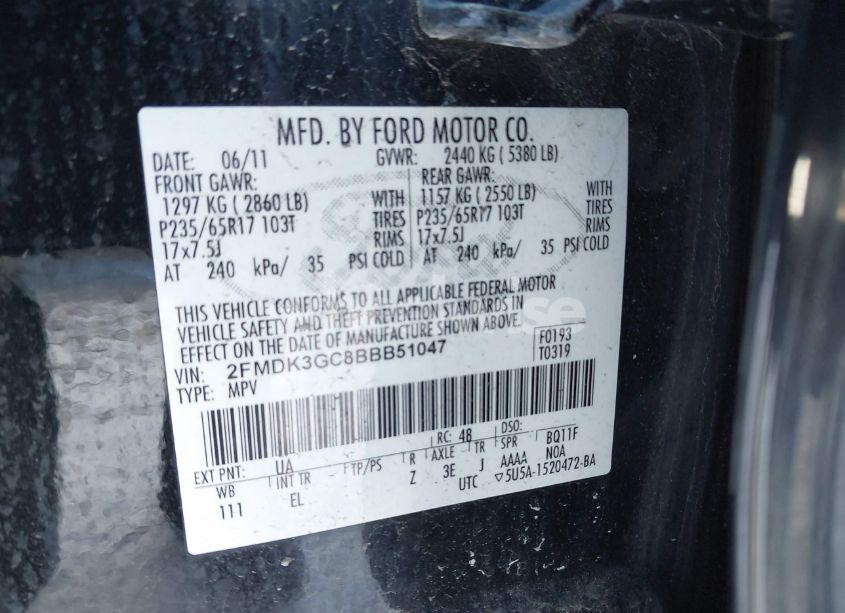 MFD. BY FORD MOTOR CO.
DATE: 06/11 GVWR: 2440 KG ( 5380 LB)
FRONT GAWR: REAR GAWR:
1297 KG ( 2860 LB) WITH 1157 KG ( 2550 LB) WITH
P235/65R17 103T TIRES P235/65R17 103T TIRES
17x7.5J RIMS 17x7.5J RIMS
AT 240 kPa/ 35 PSI COLD AT 240 kPa/ 35 PSI COLD
THIS VEHICLE CONFORMS TO ALL APPLICABLE FEDERAL MOTOR
VEHICLE SAFETY AND THEFT PREVENTION STANDARDS IN
EFFECT ON THE DATE OF MANUFACTURE SHOWN ABOVE.
F0193
T0319
VIN: 2FMDK3GC8BBB51047
TYPE: MPV
EXT PNT: UA RC: 48 DSO:
WB INT TR TP/PS R AXLE TR SPR BQ11F
111 EL Z 3E J AAAA NOA
UTC ▽5U5A-1520472-BA